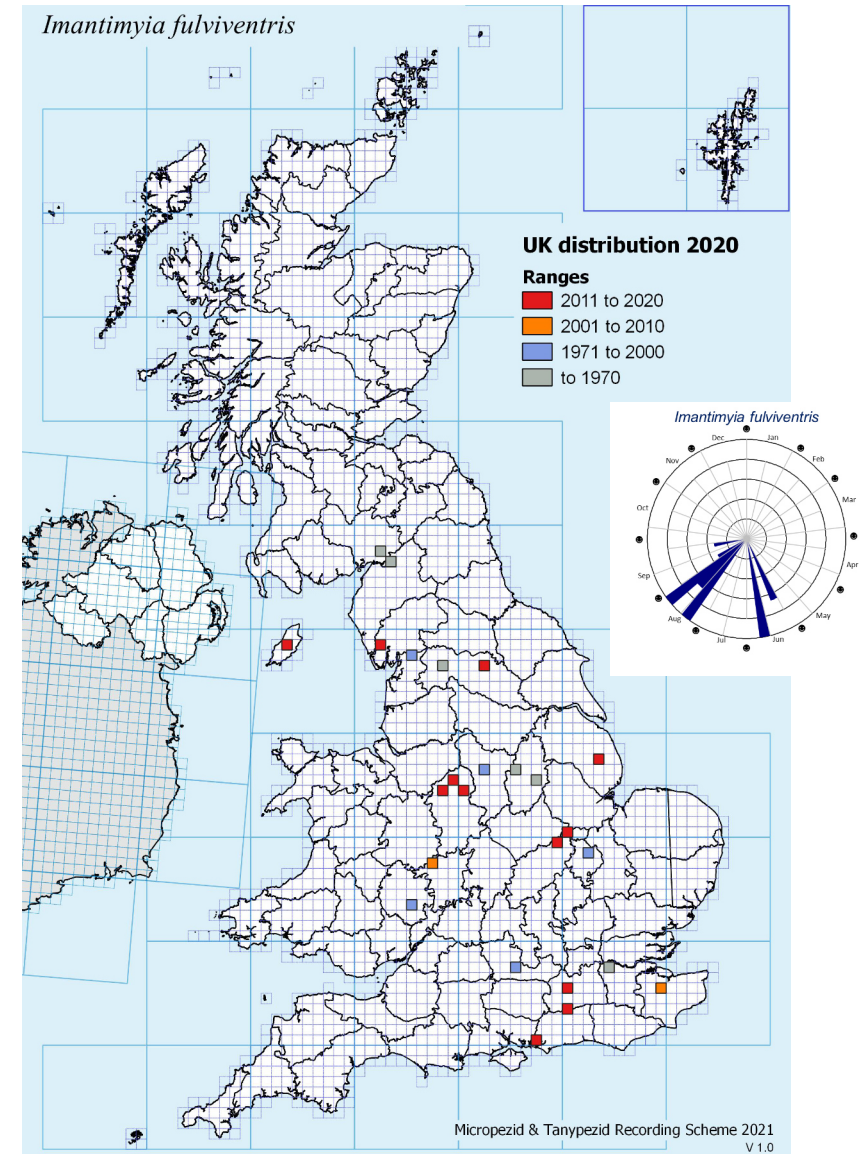 Imantimyia fulviventris
UK distribution 2020
Ranges
2011 to 2020
2001 to 2010
1971 to 2000
to 1970
Imantimyia fulviventris
Dec
Jan
Nov
Feb
Oct
Mar
Sep
Apr
Aug
May
Jul
Jun
Micropezid & Tanypezid Recording Scheme 2021
V 1.0